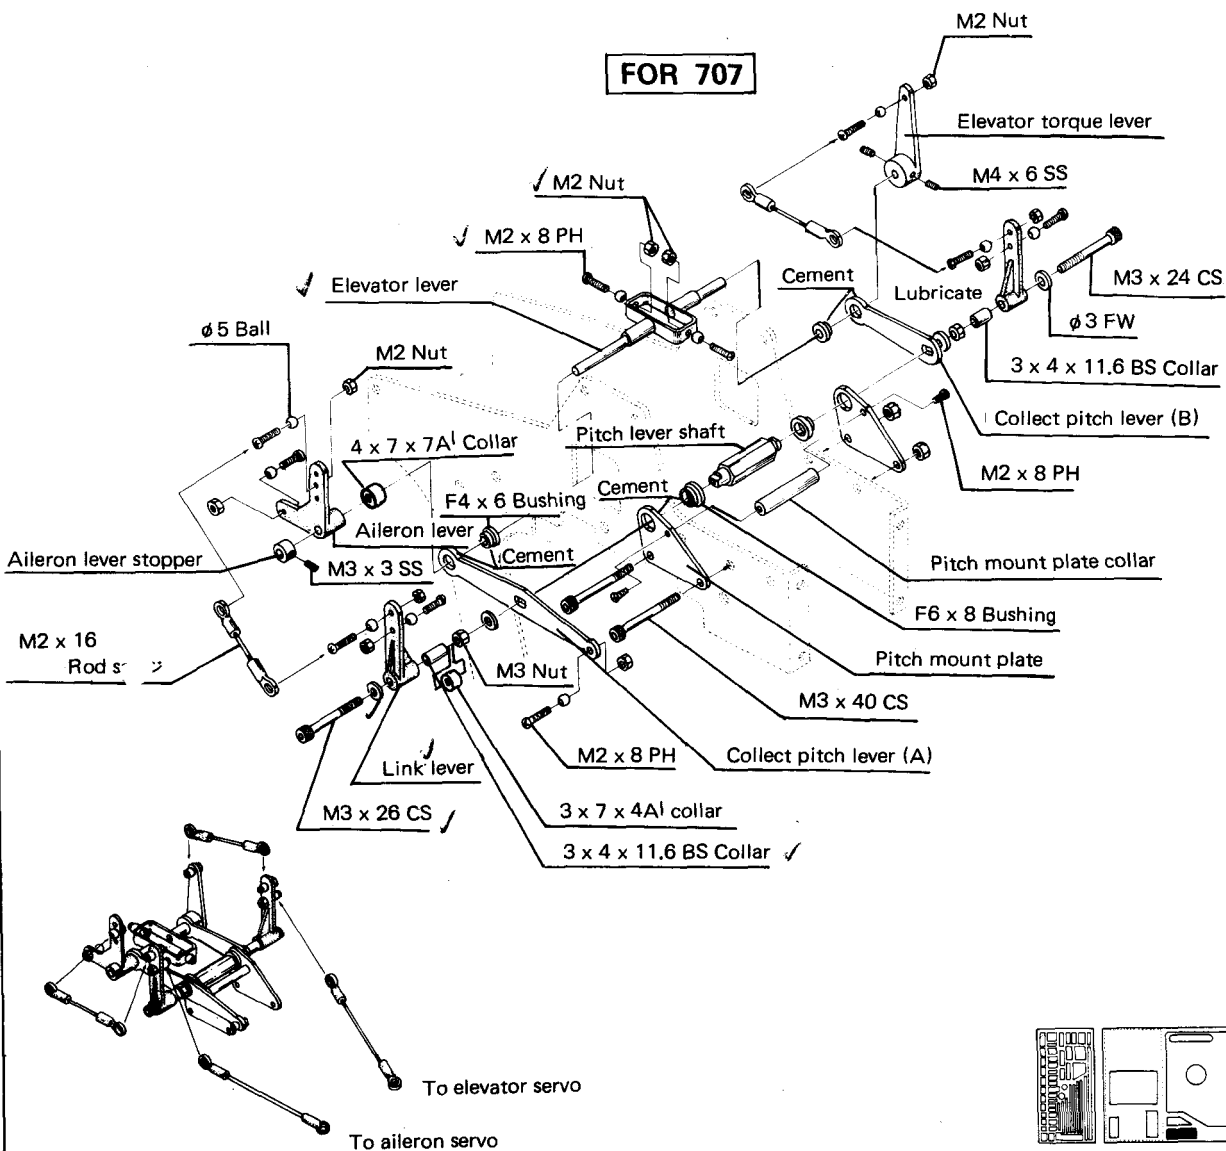 M2 Nut
FOR 707
Elevator torque lever
M4 x 6 SS
M2 Nut
M2 x 8 PH
Elevator lever
Cement
Lubricate
M3 x 24 CS
ø 3 FW
ø 5 Ball
M2 Nut
3 x 4 x 11.6 BS Collar
Collect pitch lever (B)
4 x 7 x 7Al Collar
Pitch lever shaft
M2 x 8 PH
Cement
F4 x 6 Bushing
Aileron lever
Cement
Aileron lever stopper
M3 x 3 SS
Pitch mount plate collar
F6 x 8 Bushing
M2 x 16
Rod
M3 Nut
Pitch mount plate
M3 x 40 CS
M2 x 8 PH
Collect pitch lever (A)
Link lever
M3 x 26 CS
3 x 7 x 4Al collar
3 x 4 x 11.6 BS Collar
To elevator servo
To aileron servo